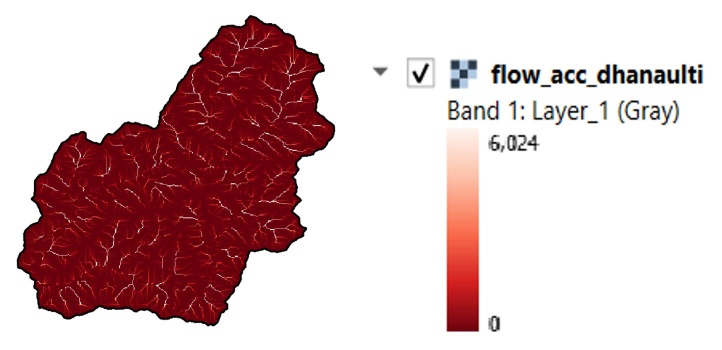 flow_acc_dhanaulti
Band 1: Layer_1 (Gray)
6,024
0